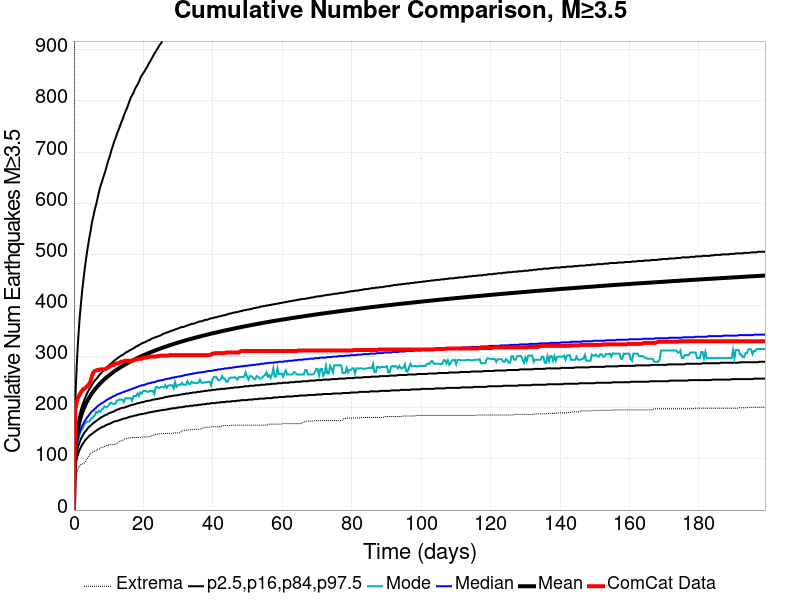 Cumulative Number Comparison, M≥3.5
Cumulative Num Earthquakes M≥3.5
900
800
700
600
500
400
300
200
100
0
0 20 40 60 80 100 120 140 160 180
Time (days)
Extrema p2.5,p16,p84,p97.5 Mode Median Mean ComCat Data